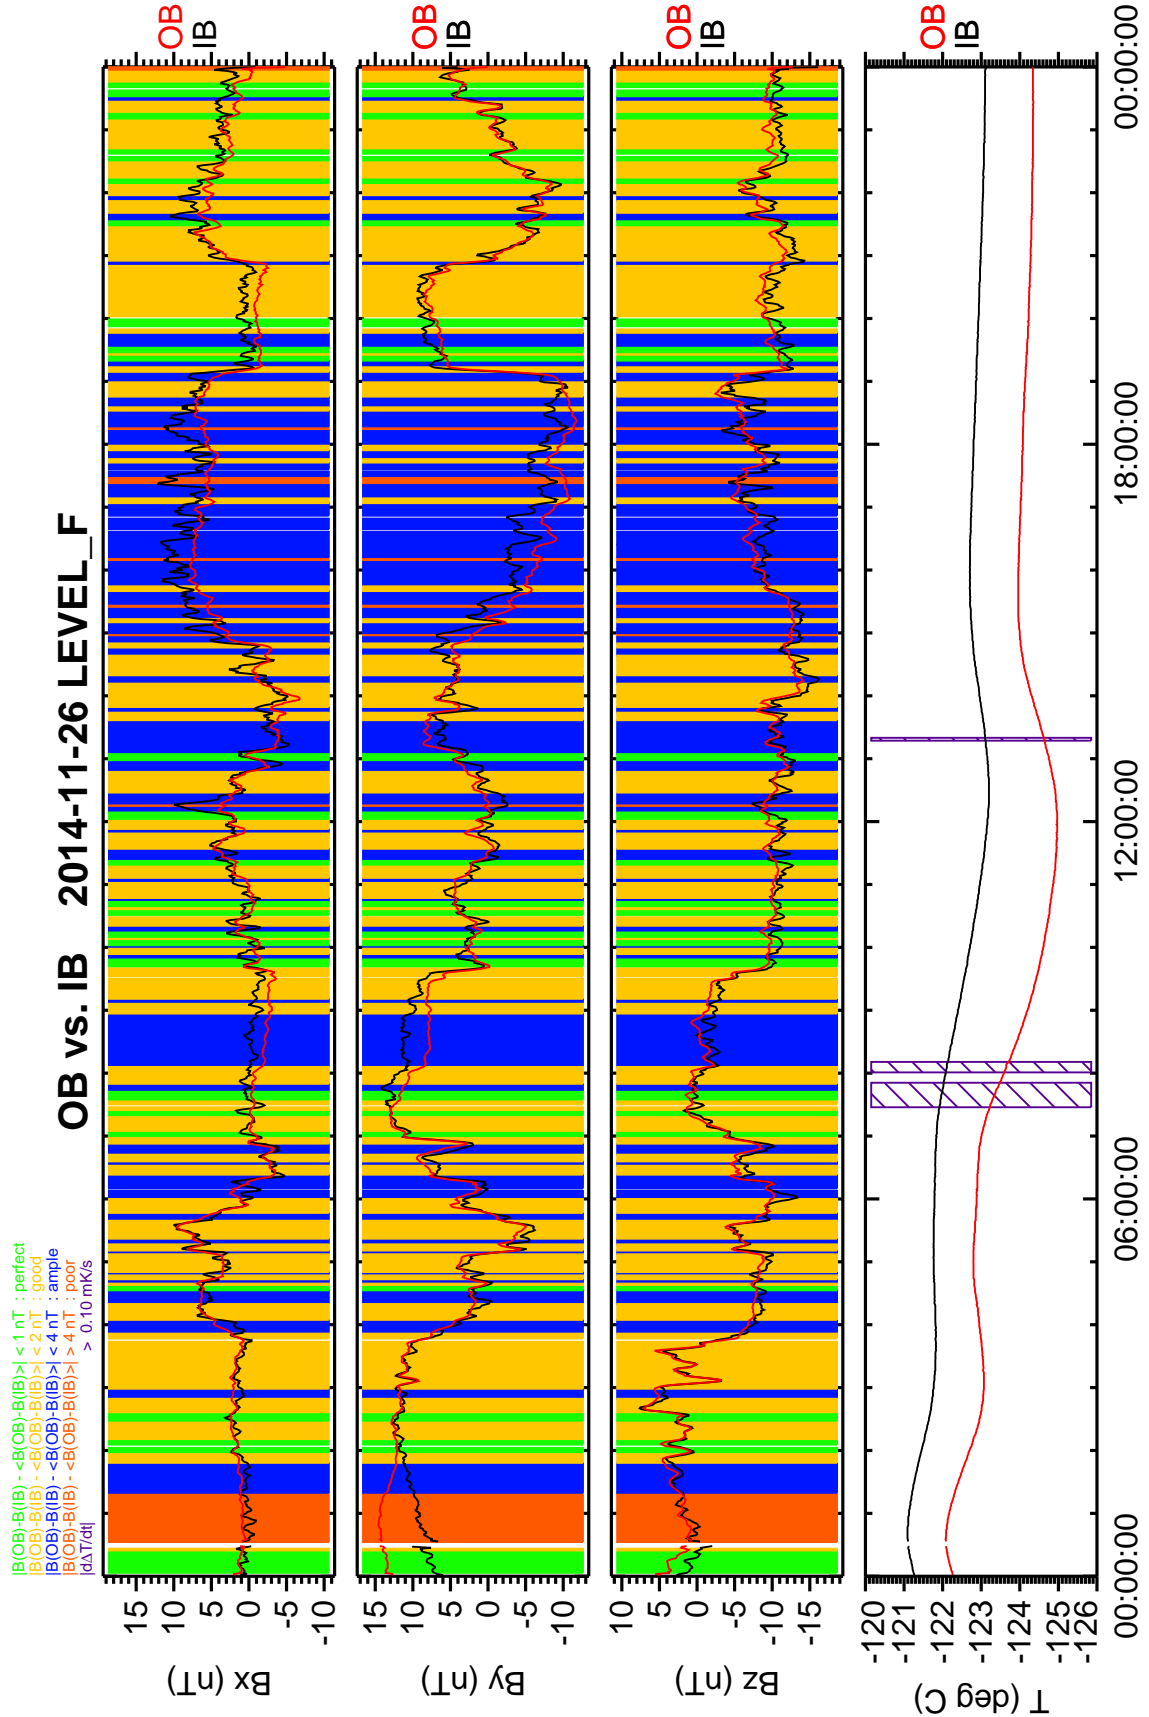 OB vs. IB 2014-11-26 LEVEL_F
|B(OB)-B(IB) - <B(OB)-B(IB)>| < 1 nT : perfect
|B(OB)-B(IB) - <B(OB)-B(IB)>| < 2 nT : good
|B(OB)-B(IB) - <B(OB)-B(IB)>| < 4 nT : ample
|B(OB)-B(IB) - <B(OB)-B(IB)>| > 4 nT : poor
|dΔT/dt| > 0.10 mK/s
Bx (nT)
15
10
5
0
-5
-10
OB
IB
By (nT)
15
10
5
0
-5
-10
OB
IB
Bz (nT)
10
5
0
-5
-10
-15
OB
IB
T (deg C)
-120
-121
-122
-123
-124
-125
-126
OB
IB
00:00:00
06:00:00
12:00:00
18:00:00
00:00:00